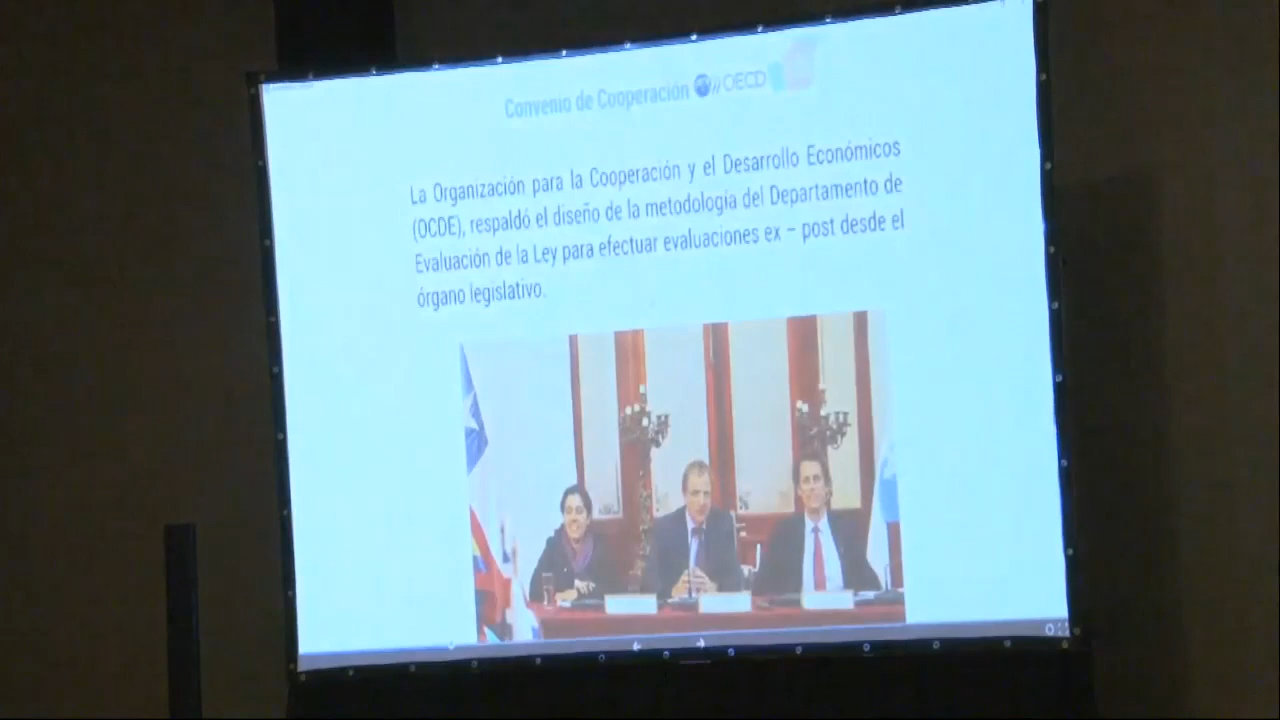 Convenio de Cooperación OECD
La Organización para la Cooperación y el Desarrollo Económicos
(OCDE), respaldó el diseño de la metodología del Departamento de
Evaluación de la Ley para efectuar evaluaciones ex – post desde el
órgano legislativo.